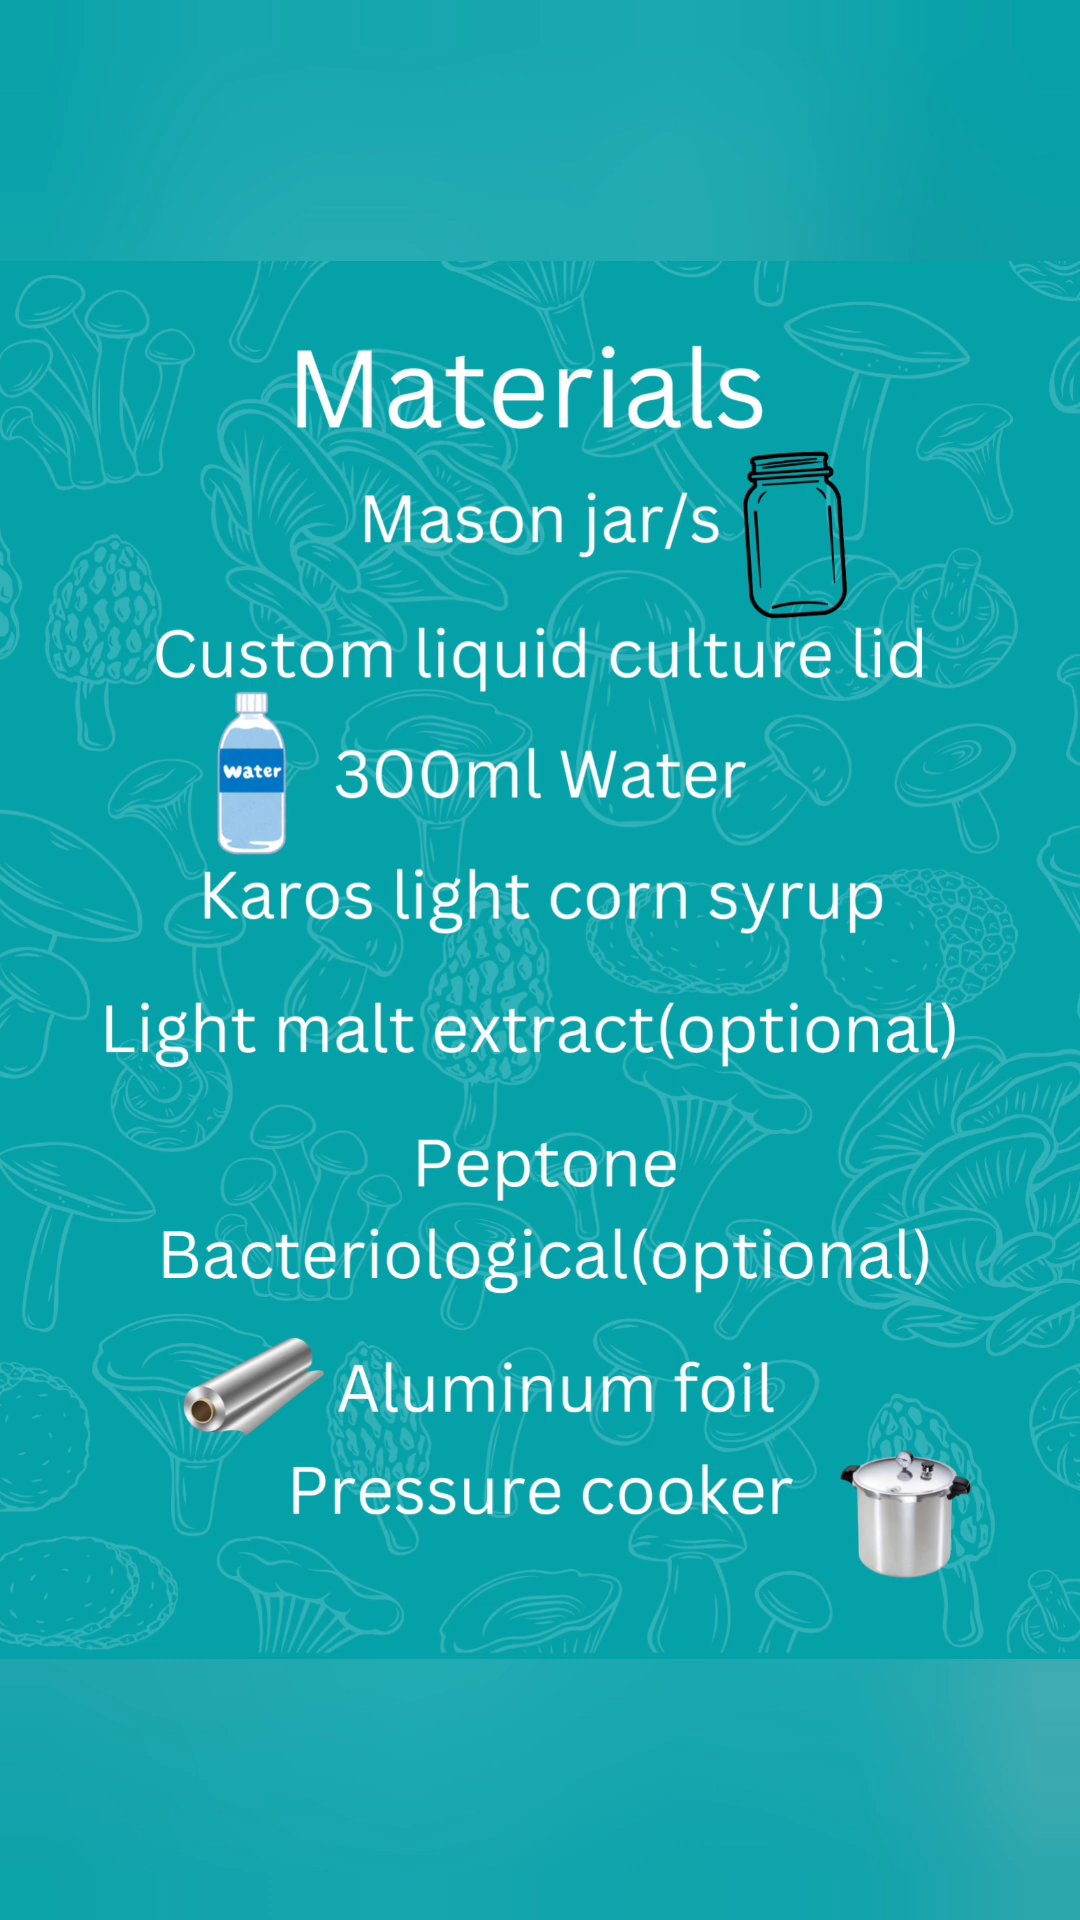 Materials
Mason jar/s
Custom liquid culture lid
Water
300ml Water
Karos light corn syrup
Light malt extract(optional)
Peptone
Bacteriological(optional)
Aluminum foil
Pressure cooker